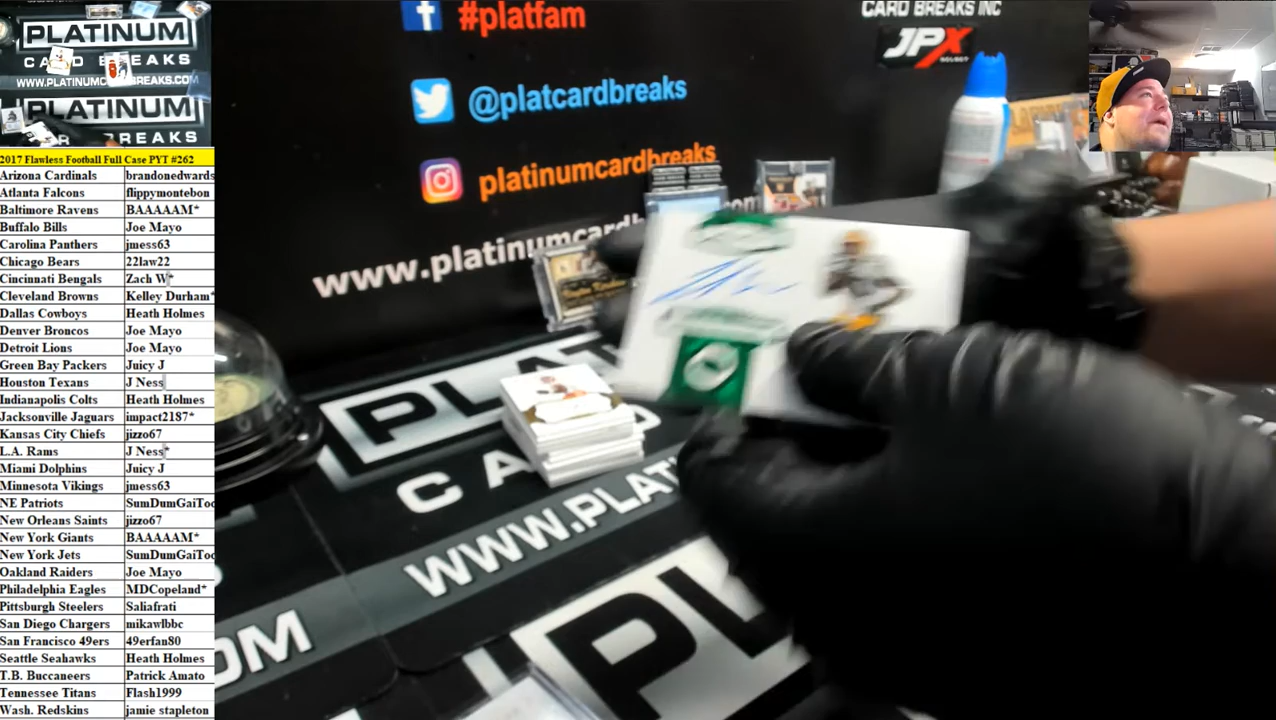 PLATINUM
CARD BREAKS
WWW.PLATINUMCARDBREAKS.COM
PLATINUM
BREAKS
2017 Flawless Football Full Case PYT #262
Arizona Cardinals brandonedwards
Atlanta Falcons flippymontebon
Baltimore Ravens BAAAAAM*
Buffalo Bills Joe Mayo
Carolina Panthers jmess63
Chicago Bears 22law22
Cincinnati Bengals Zach W*
Cleveland Browns Kelley Durham*
Dallas Cowboys Heath Holmes
Denver Broncos Joe Mayo
Detroit Lions Joe Mayo
Green Bay Packers Juicy J
Houston Texans J Ness
Indianapolis Colts Heath Holmes
Jacksonville Jaguars impact2187*
Kansas City Chiefs jizzo67
L.A. Rams J Ness*
Miami Dolphins Juicy J
Minnesota Vikings jmess63
NE Patriots SumDumGaiToo
New Orleans Saints jizzo67
New York Giants BAAAAAM*
New York Jets SumDumGaiToo
Oakland Raiders Joe Mayo
Philadelphia Eagles MDCopeland*
Pittsburgh Steelers Saliafrati
San Diego Chargers mikawlbbc
San Francisco 49ers 49erfan80
Seattle Seahawks Heath Holmes
T.B. Buccaneers Patrick Amato
Tennessee Titans Flash1999
Wash. Redskins jamie stapleton
#platfam
@platcardbreaks
platinumcardbreaks
www.platinumcardbr
CARD BREAKS INC
JPX
PLAT
CA D
WWW.PLA
PLA
OM